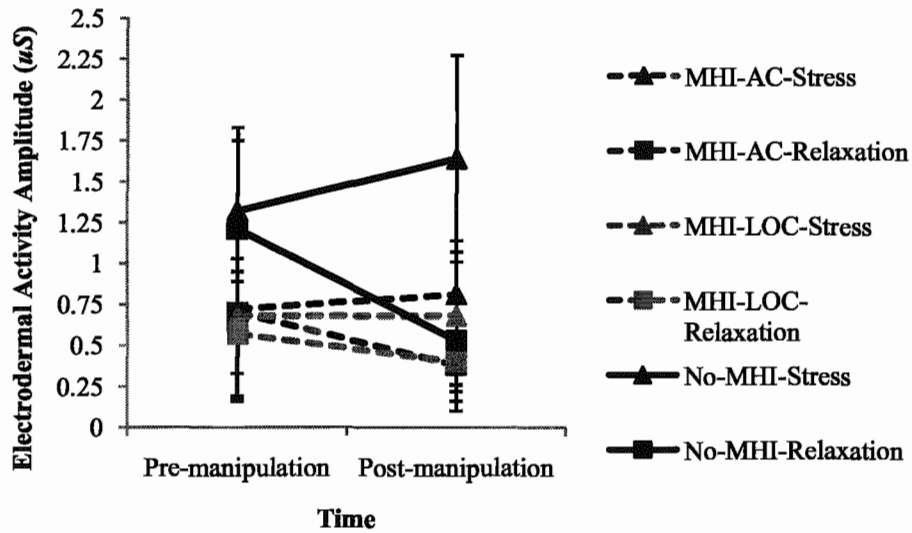 Electrodermal Activity Amplitude (uS)
2.5
2.25
2
1.75
1.5
1.25
1
0.75
0.5
0.25
0
Pre-manipulation Post-manipulation
Time
MHI-AC-Stress
MHI-AC-Relaxation
MHI-LOC-Stress
MHI-LOC-
Relaxation
No-MHI-Stress
No-MHI-Relaxation